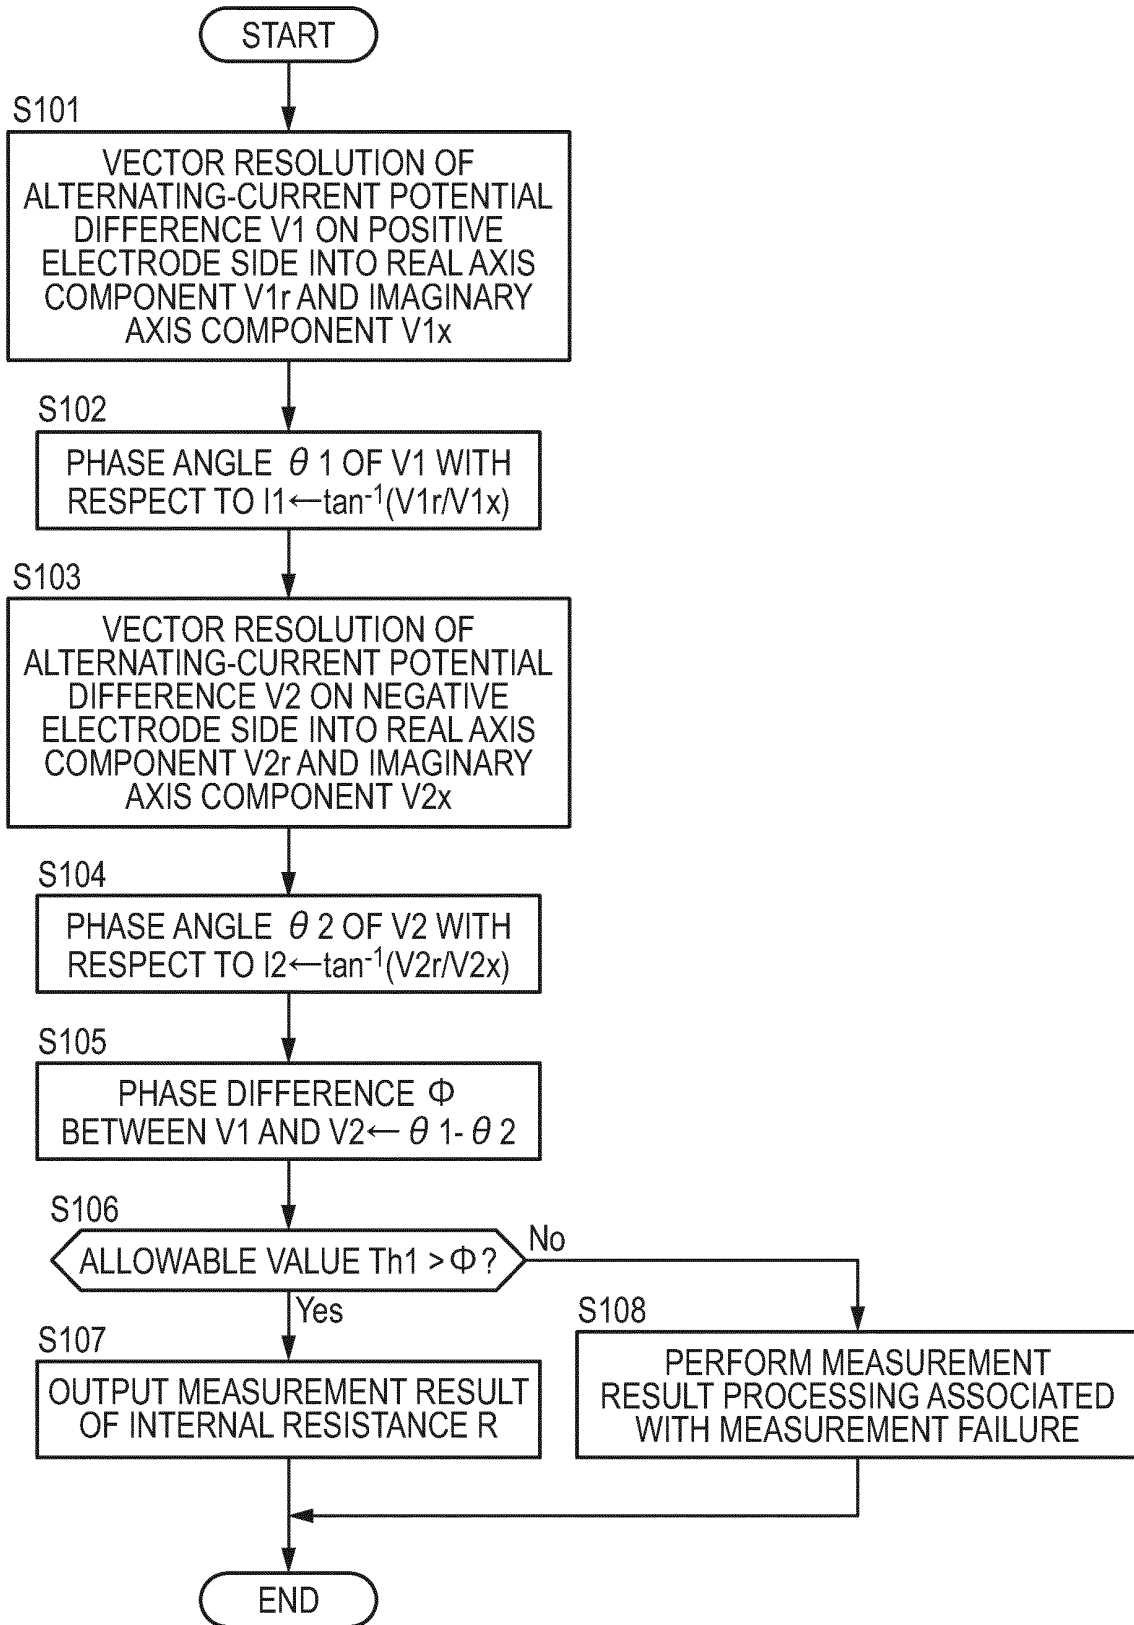 START
S101
VECTOR RESOLUTION OF
ALTERNATING-CURRENT POTENTIAL
DIFFERENCE V1 ON POSITIVE
ELECTRODE SIDE INTO REAL AXIS
COMPONENT V1r AND IMAGINARY
AXIS COMPONENT V1x
S102
PHASE ANGLE θ 1 OF V1 WITH
RESPECT TO I1←tan⁻¹(V1r/V1x)
S103
VECTOR RESOLUTION OF
ALTERNATING-CURRENT POTENTIAL
DIFFERENCE V2 ON NEGATIVE
ELECTRODE SIDE INTO REAL AXIS
COMPONENT V2r AND IMAGINARY
AXIS COMPONENT V2x
S104
PHASE ANGLE θ 2 OF V2 WITH
RESPECT TO I2←tan⁻¹(V2r/V2x)
S105
PHASE DIFFERENCE Φ
BETWEEN V1 AND V2← θ 1- θ 2
S106
ALLOWABLE VALUE Th1 > Φ ?
No
Yes
S107
OUTPUT MEASUREMENT RESULT
OF INTERNAL RESISTANCE R
S108
PERFORM MEASUREMENT
RESULT PROCESSING ASSOCIATED
WITH MEASUREMENT FAILURE
END